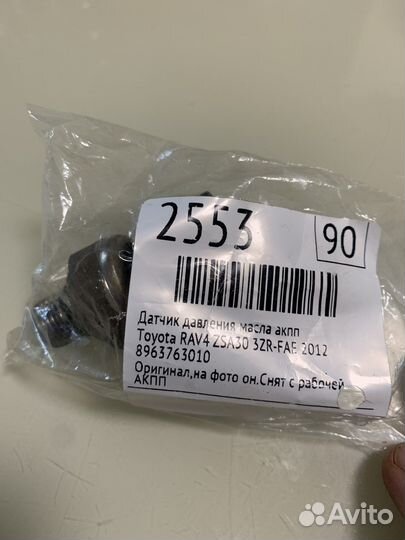 2553
90
Датчик давления масла акпп
Toyota RAV4 ZSA30 3ZR-FAE 2012
8963763010
Оригинал,на фото он.Снят с рабочей
АКПП
Avito